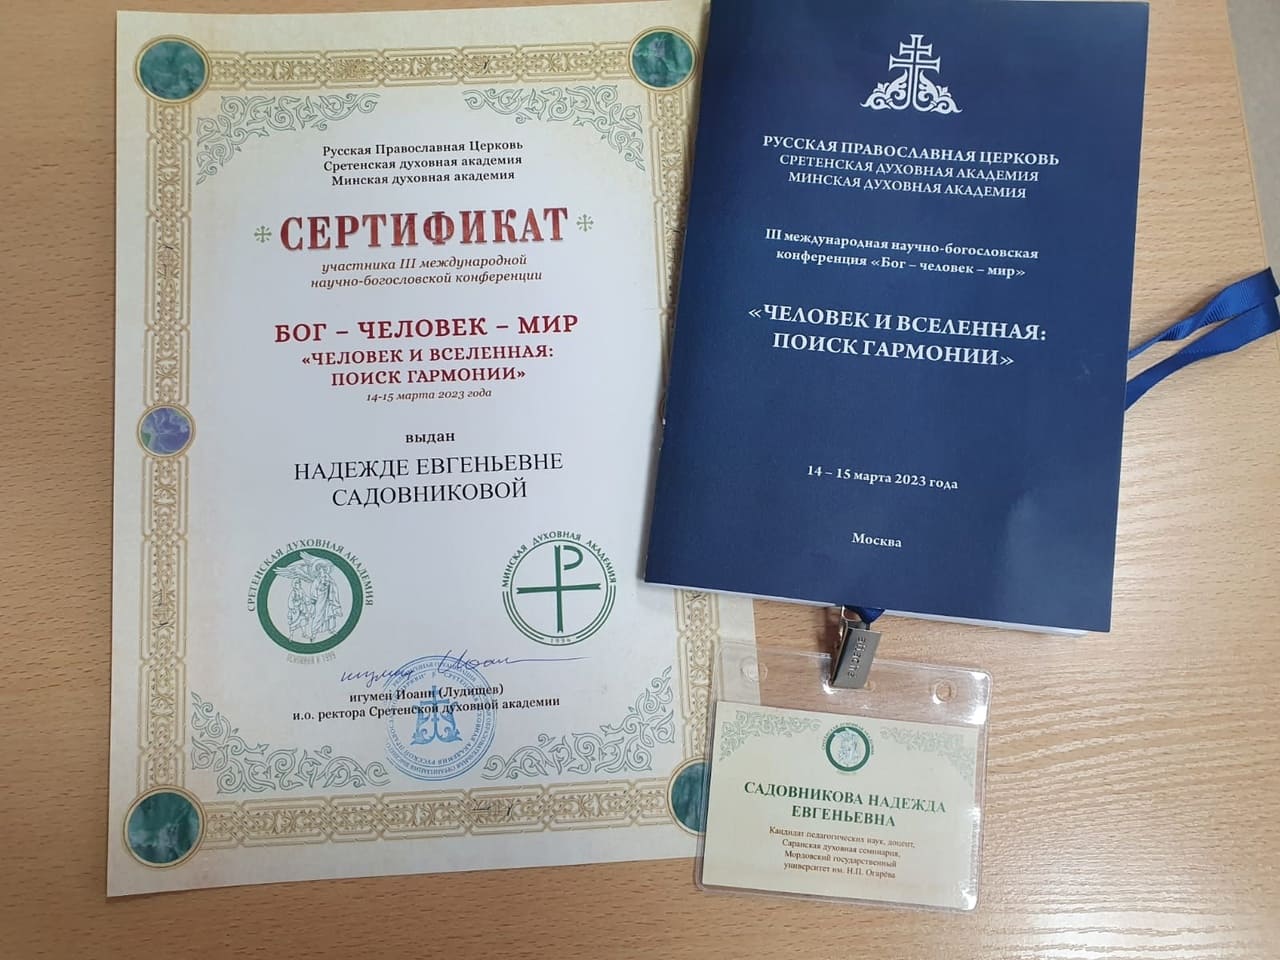 Русская Православная Церковь
Сретенская духовная академия
Минская духовная академия
СЕРТИФИКАТ
участника III международной
научно-богословской конференции
БОГ – ЧЕЛОВЕК – МИР
«ЧЕЛОВЕК И ВСЕЛЕННАЯ:
ПОИСК ГАРМОНИИ»
14-15 марта 2023 года
выдан
НАДЕЖДЕ ЕВГЕНЬЕВНЕ
САДОВНИКОВОЙ
СРЕТЕНСКАЯ ДУХОВНАЯ АКАДЕМИЯ
ОСНОВАНА В 1999
МИНСКАЯ ДУХОВНАЯ АКАДЕМИЯ
1996
игумен Иоанн (Лудищев)
и.о. ректора Сретенской духовной академии
РУССКАЯ ПРАВОСЛАВНАЯ ЦЕРКОВЬ
СРЕТЕНСКАЯ ДУХОВНАЯ АКАДЕМИЯ
МИНСКАЯ ДУХОВНАЯ АКАДЕМИЯ
III международная научно-богословская
конференция «Бог – человек – мир»
«ЧЕЛОВЕК И ВСЕЛЕННАЯ:
ПОИСК ГАРМОНИИ»
14 – 15 марта 2023 года
Москва
САДОВНИКОВА НАДЕЖДА
ЕВГЕНЬЕВНА
Кандидат педагогических наук, доцент,
Саранская духовная семинария,
Мордовский государственный
университет им. Н.П. Огарёва